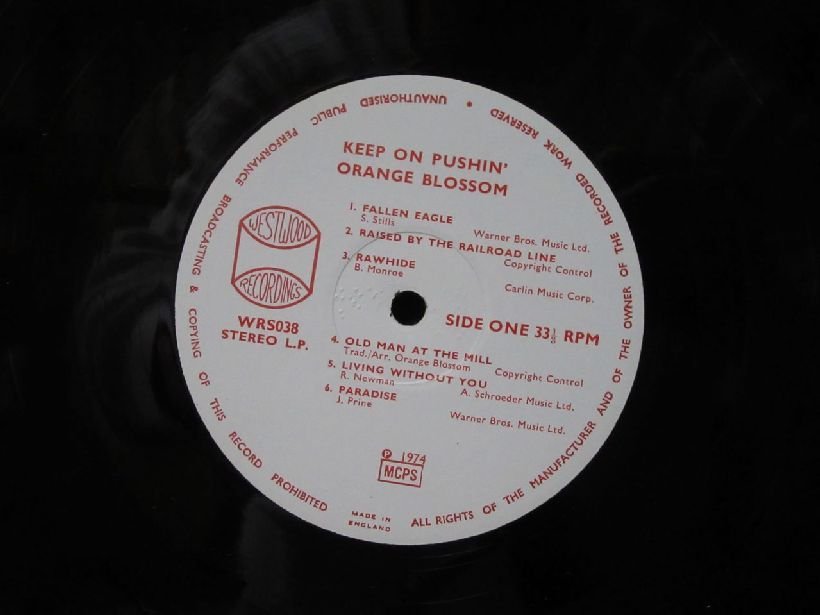 UNAUTHORISED PUBLIC PERFORMANCE BROADCASTING & COPYING OF THIS RECORD PROHIBITED
ALL RIGHTS OF THE MANUFACTURER AND OF THE OWNER OF THE RECORDED WORK RESERVED •
KEEP ON PUSHIN'
ORANGE BLOSSOM
1. FALLEN EAGLE
S. Stills
Warner Bros. Music Ltd.
2. RAISED BY THE RAILROAD LINE
Copyright Control
3. RAWHIDE
B. Monroe
Carlin Music Corp.
WESTWOOD
RECORDINGS
WRS038
STEREO L.P.
SIDE ONE 33⅓ RPM
4. OLD MAN AT THE MILL
Trad./Arr. Orange Blossom
Copyright Control
5. LIVING WITHOUT YOU
R. Newman
A. Schroeder Music Ltd.
6. PARADISE
J. Prine
Warner Bros. Music Ltd.
℗ 1974
MCPS
MADE IN
ENGLAND